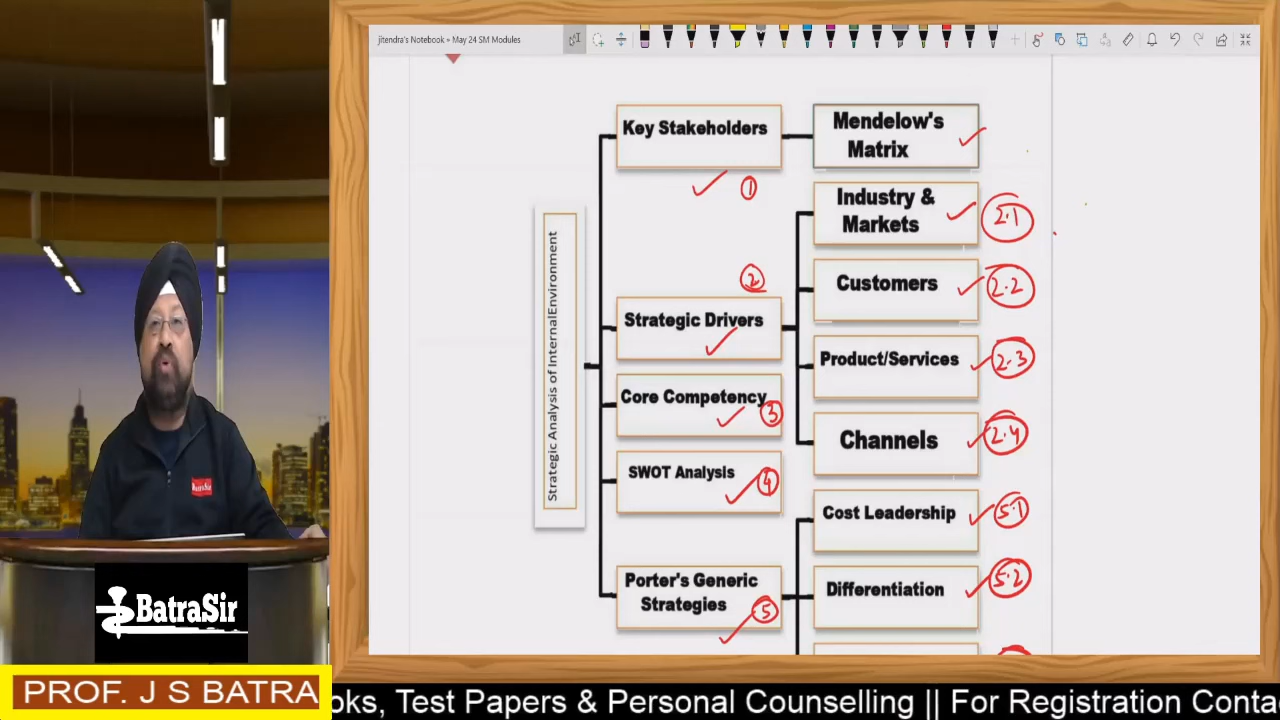 jitendra's Notebook » May 24 SM Modules
Strategic Analysis of InternalEnvironment
Key Stakeholders
1
Mendelow's
Matrix
Industry &
Markets
2.1
2
Strategic Drivers
Customers
2.2
Product/Services
2.3
Core Competency
3
Channels
2.4
SWOT Analysis
4
Cost Leadership
5.1
Porter's Generic
Strategies
5
Differentiation
5.2
BatraSir
BatraSir
PROF. J S BATRA
oks, Test Papers & Personal Counselling || For Registration Conta